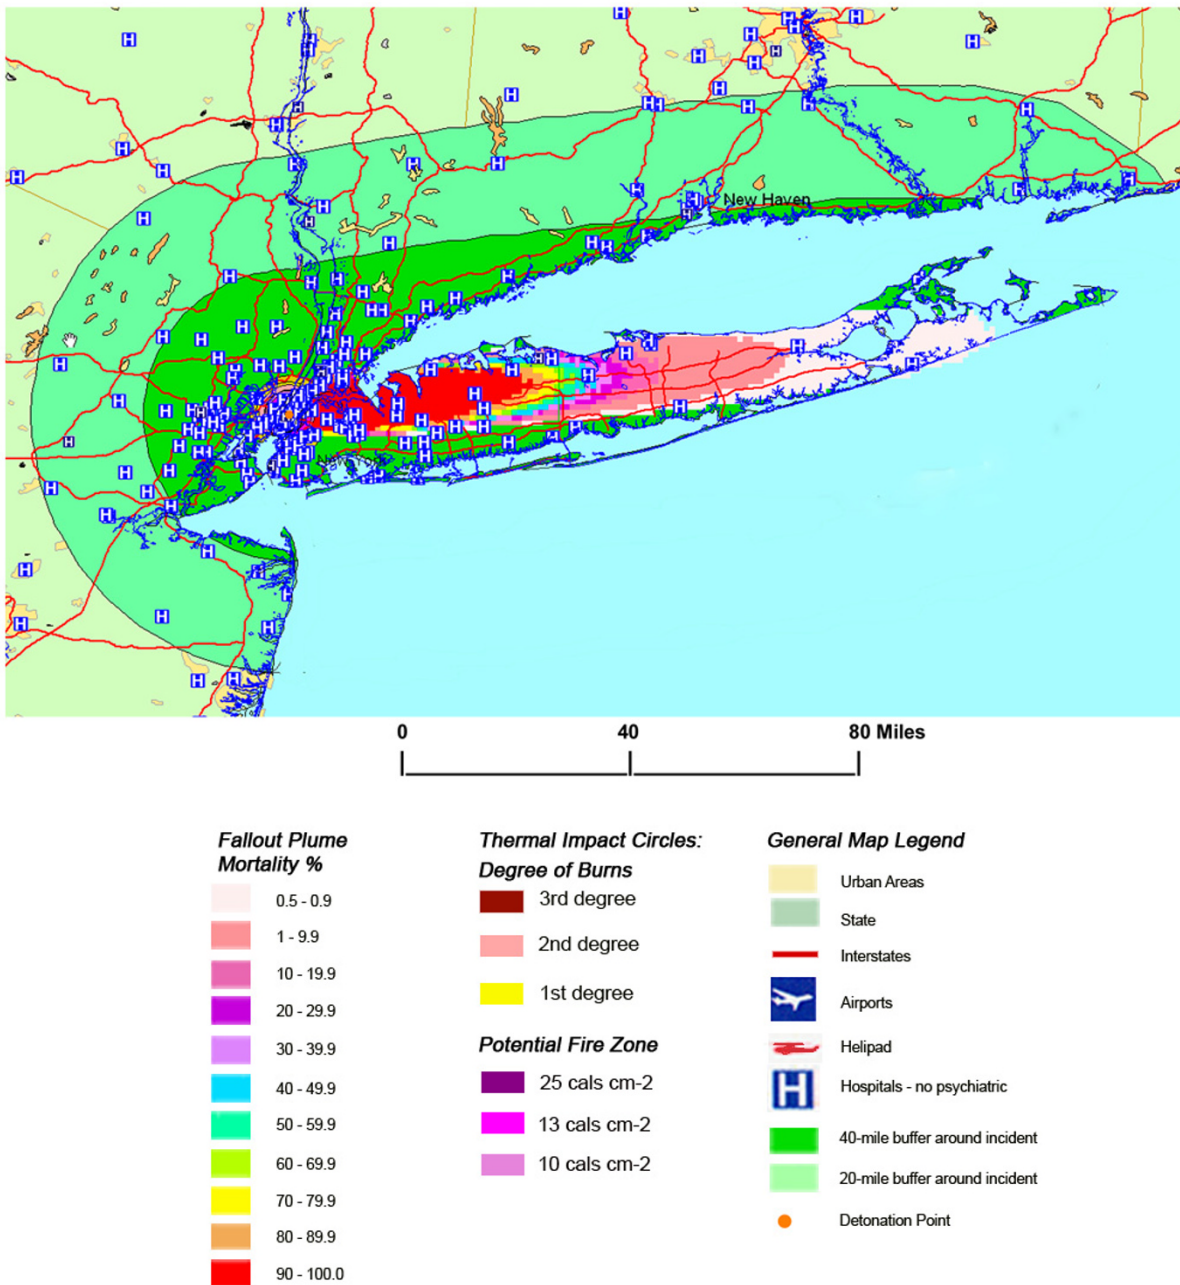 New Haven
0 40 80 Miles
Fallout Plume
Mortality %
0.5 - 0.9
1 - 9.9
10 - 19.9
20 - 29.9
30 - 39.9
40 - 49.9
50 - 59.9
60 - 69.9
70 - 79.9
80 - 89.9
90 - 100.0
Thermal Impact Circles:
Degree of Burns
3rd degree
2nd degree
1st degree
Potential Fire Zone
25 cals cm-2
13 cals cm-2
10 cals cm-2
General Map Legend
Urban Areas
State
Interstates
Airports
Helipad
H Hospitals - no psychiatric
40-mile buffer around incident
20-mile buffer around incident
Detonation Point